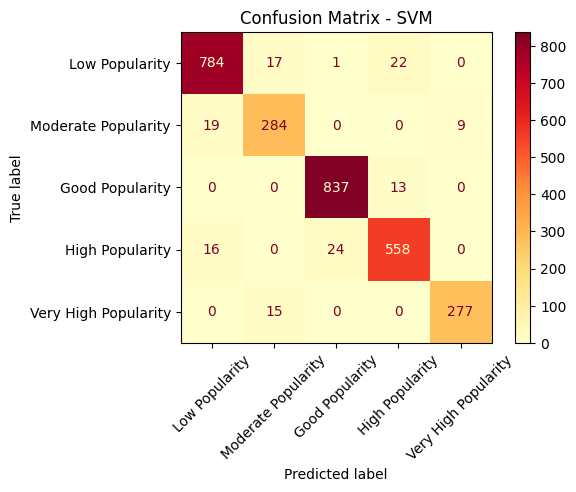 Confusion Matrix - SVM
True label
Low Popularity 784 17 1 22 0
Moderate Popularity 19 284 0 0 9
Good Popularity 0 0 837 13 0
High Popularity 16 0 24 558 0
Very High Popularity 0 15 0 0 277
Low Popularity
Moderate Popularity
Good Popularity
High Popularity
Very High Popularity
Predicted label
800
700
600
500
400
300
200
100
0